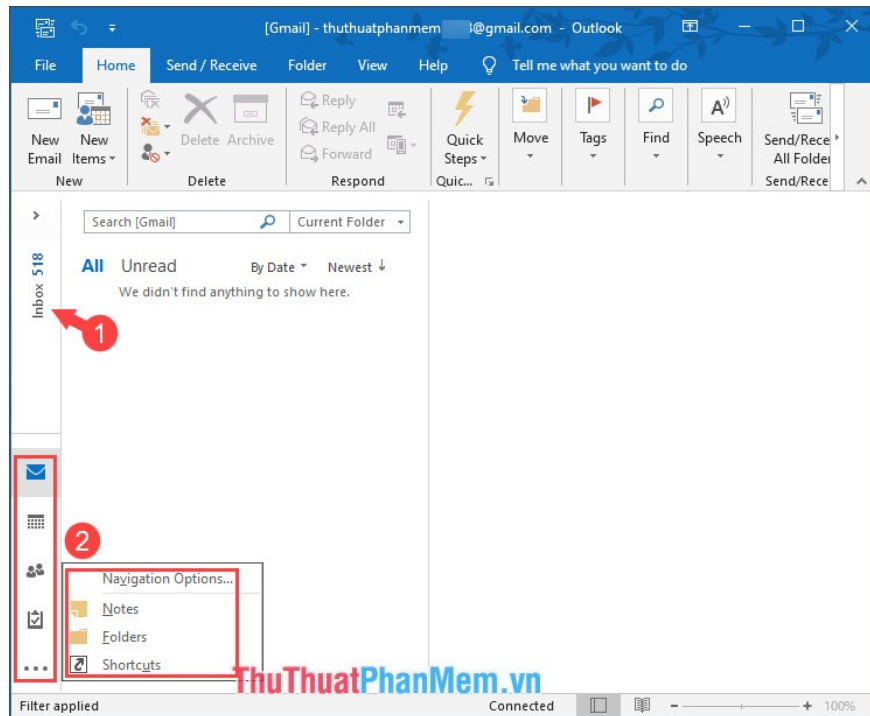 [Gmail] - thuthuatphanmem 3@gmail.com - Outlook
File Home Send / Receive Folder View Help Tell me what you want to do
New Email
New Items
Delete Archive
Reply
Reply All
Forward
Quick Steps
Move
Tags
Find
Speech
Send/Rece
All Folder
New Delete Respond Quic... Send/Rece
Search [Gmail] Current Folder
All Unread By Date Newest
We didn't find anything to show here.
Inbox 518
1
2
Navigation Options...
Notes
Folders
Shortcuts
ThuThuatPhanMem.vn
Filter applied Connected 100%